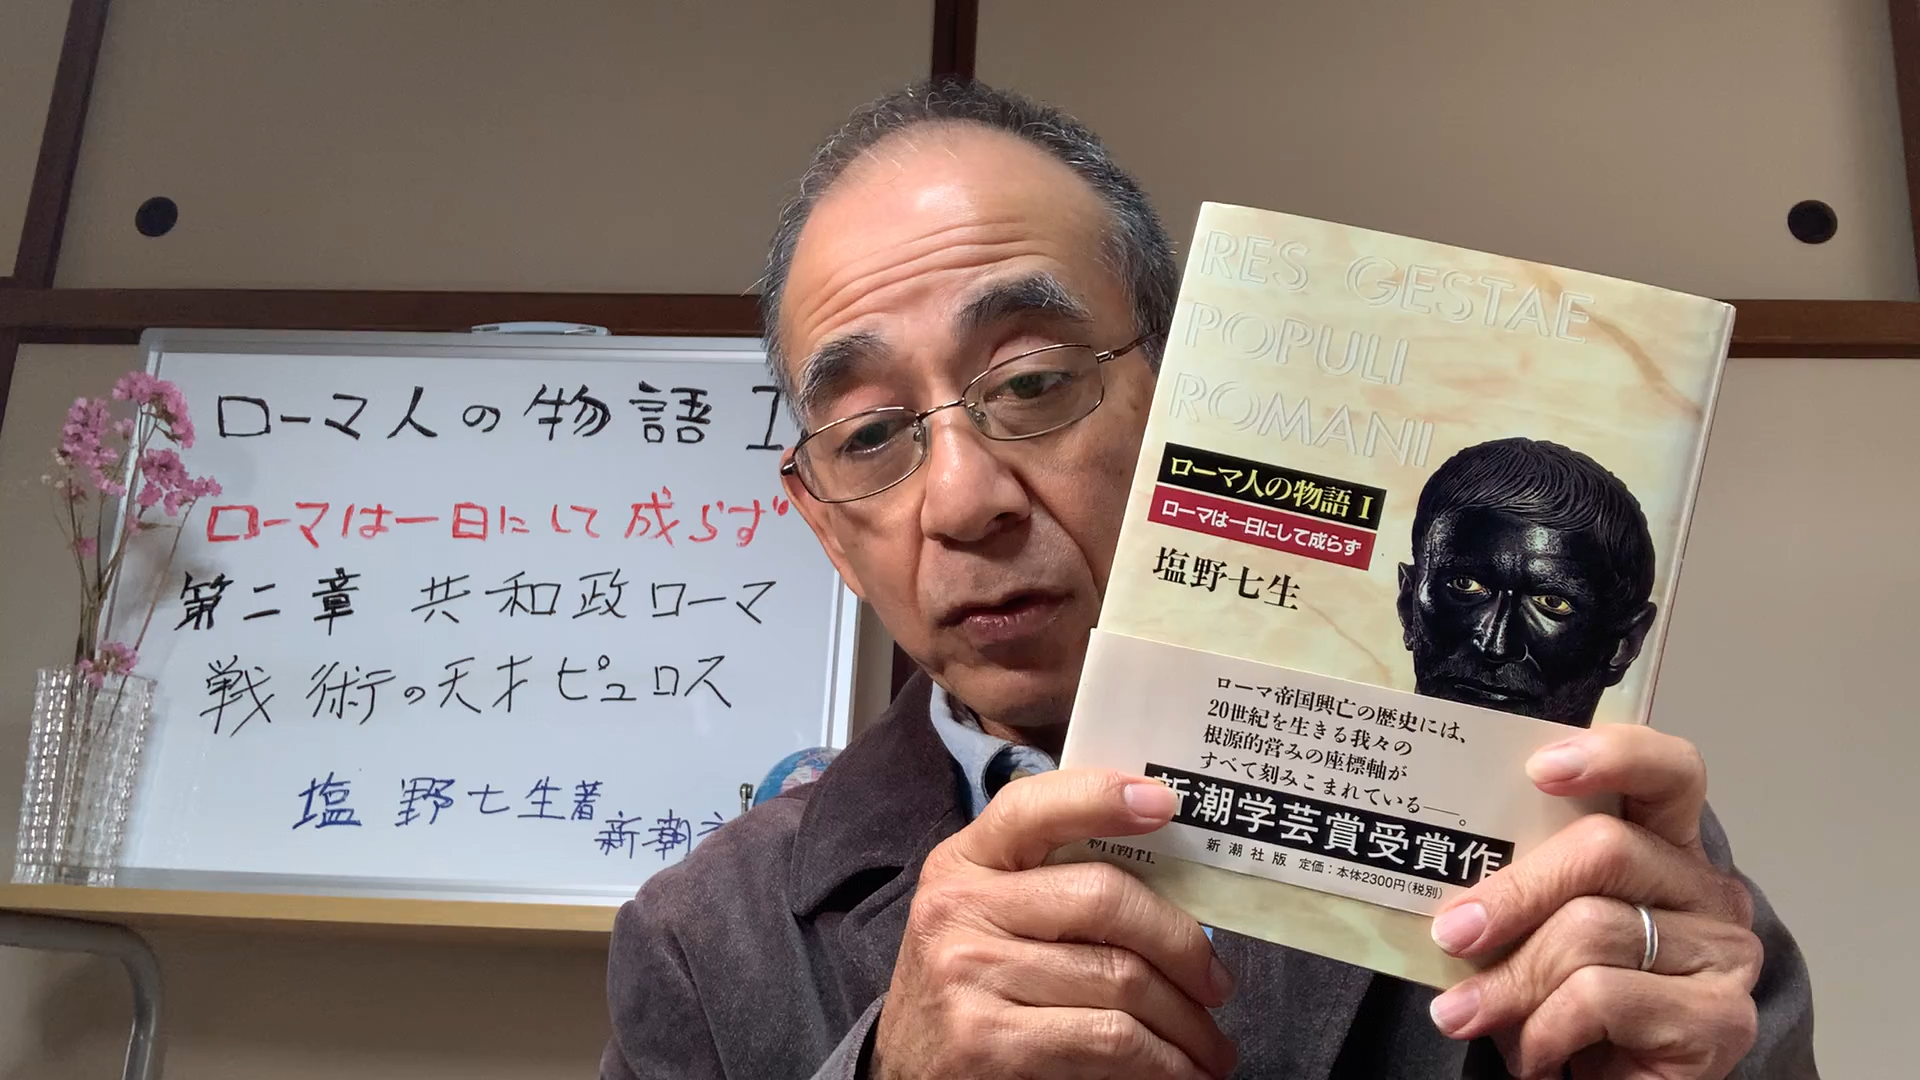 ローマ人の物語 I
ローマは一日にして成らず
第二章 共和政ローマ
戦術の天才ピュロス
塩野七生著
新潮
RES GESTAE
POPULI
ROMANI
ローマ人の物語 I
ローマは一日にして成らず
塩野七生
ローマ帝国興亡の歴史には、
20世紀を生きる我々の
根源的営みの座標軸が
すべて刻みこまれている──。
新潮学芸賞受賞作
新潮社版 定価：本体2300円(税別)
新潮社